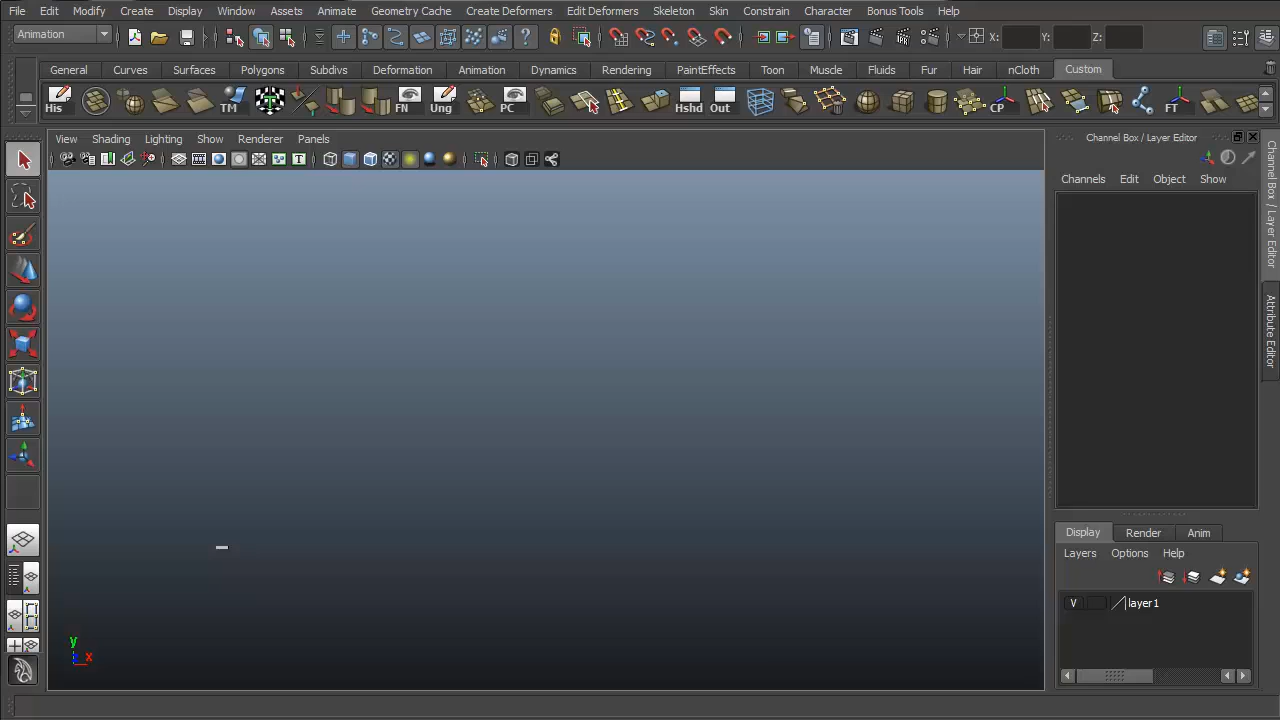 File Edit Modify Create Display Window Assets Animate Geometry Cache Create Deformers Edit Deformers Skeleton Skin Constrain Character Bonus Tools Help
Animation X: Y: Z:
General Curves Surfaces Polygons Subdivs Deformation Animation Dynamics Rendering PaintEffects Toon Muscle Fluids Fur Hair nCloth Custom
His TM FN Ung PC Hshd Out CP FT
View Shading Lighting Show Renderer Panels
T
Channel Box / Layer Editor
Channels Edit Object Show
Channel Box / Layer Editor
Attribute Editor
Display Render Anim
Layers Options Help
V layer1
y
x